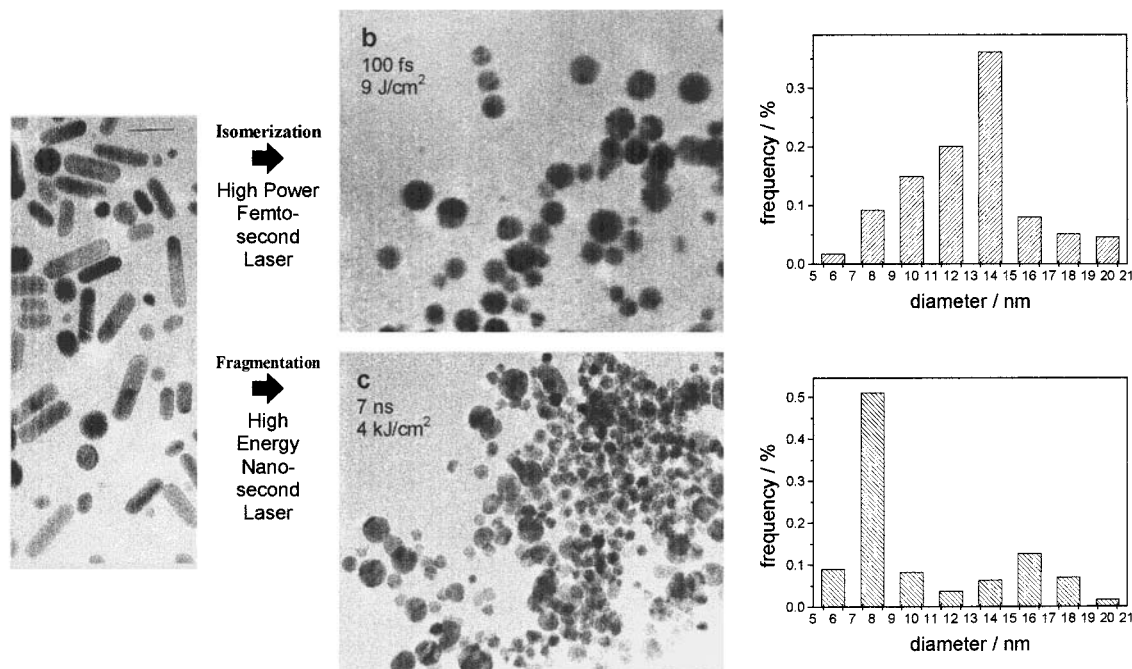 Isomerization
High Power
Femto-
second
Laser
b
100 fs
9 J/cm²
frequency / %
0.3
0.2
0.1
0.0
5 6 7 8 9 10 11 12 13 14 15 16 17 18 19 20 21
diameter / nm
Fragmentation
High
Energy
Nano-
second
Laser
c
7 ns
4 kJ/cm²
frequency / %
0.5
0.4
0.3
0.2
0.1
0.0
5 6 7 8 9 10 11 12 13 14 15 16 17 18 19 20 21
diameter / nm